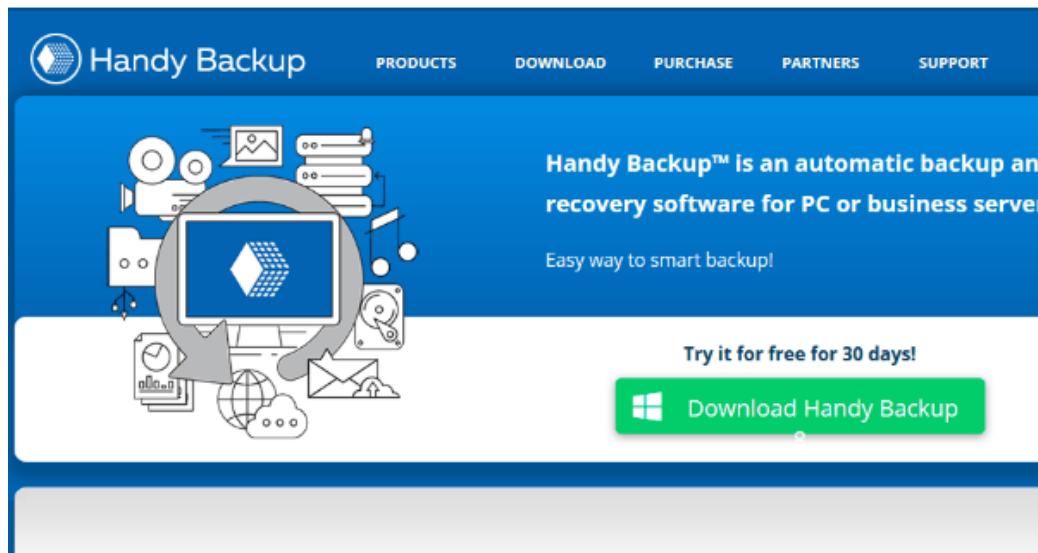 Handy Backup
PRODUCTS DOWNLOAD PURCHASE PARTNERS SUPPORT
Handy Backup™ is an automatic backup an
recovery software for PC or business serve
Easy way to smart backup!
Try it for free for 30 days!
Download Handy Backup